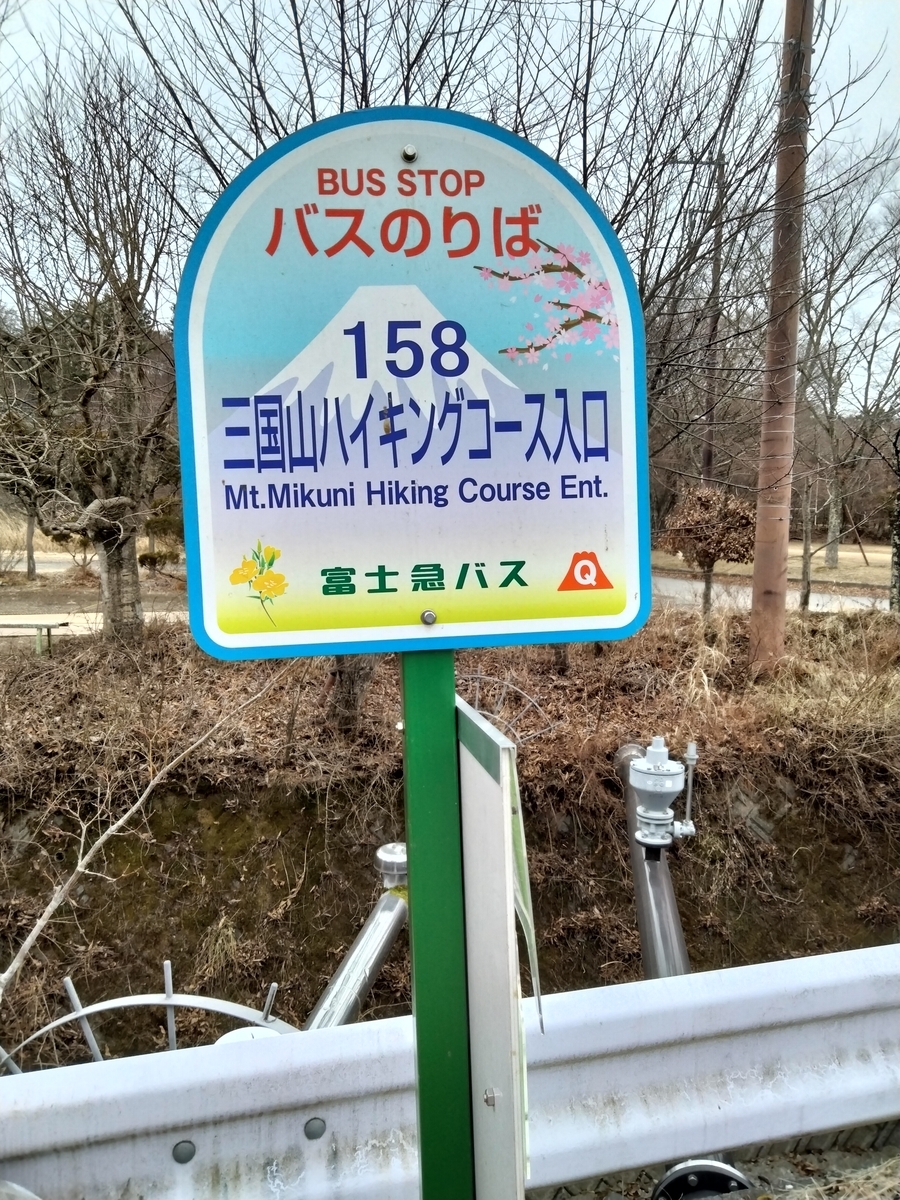 BUS STOP
バスのりば
158
三国山ハイキングコース入口
Mt.Mikuni Hiking Course Ent.
富士急バス Q